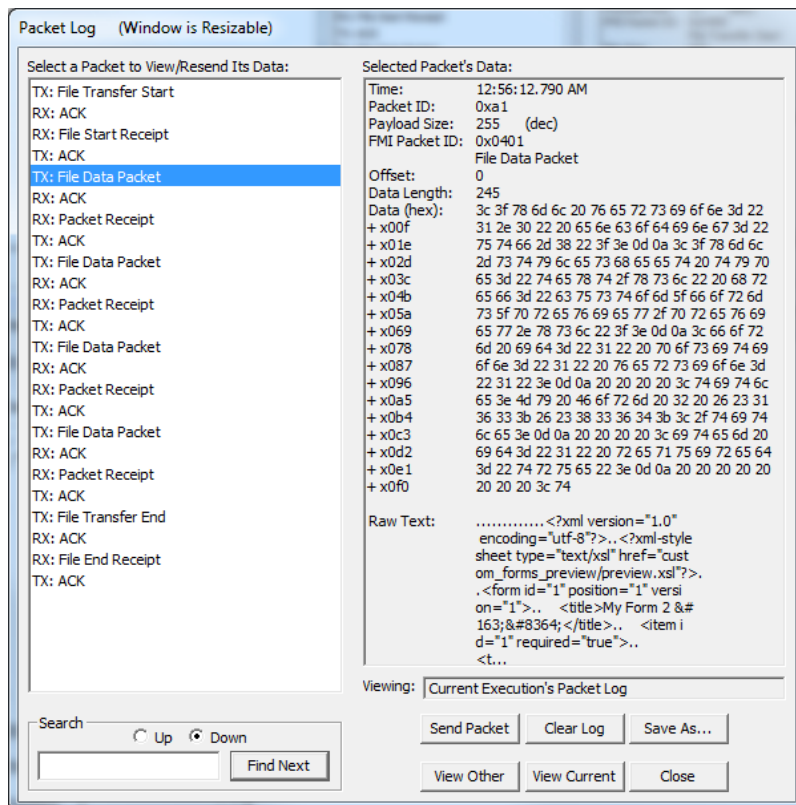 Packet Log (Window is Resizable)
Select a Packet to View/Resend Its Data:
TX: File Transfer Start
RX: ACK
RX: File Start Receipt
TX: ACK
TX: File Data Packet
RX: ACK
RX: Packet Receipt
TX: ACK
TX: File Data Packet
RX: ACK
RX: Packet Receipt
TX: ACK
TX: File Data Packet
RX: ACK
RX: Packet Receipt
TX: ACK
TX: File Data Packet
RX: ACK
RX: Packet Receipt
TX: ACK
TX: File Transfer End
RX: ACK
RX: File End Receipt
TX: ACK
Search
Up Down
Find Next
Selected Packet's Data:
Time: 12:56:12.790 AM
Packet ID: 0xa1
Payload Size: 255 (dec)
FMI Packet ID: 0x0401
File Data Packet
Offset: 0
Data Length: 245
Data (hex): 3c 3f 78 6d 6c 20 76 65 72 73 69 6f 6e 3d 22
+ x00f 31 2e 30 22 20 65 6e 63 6f 64 69 6e 67 3d 22
+ x01e 75 74 66 2d 38 22 3f 3e 0d 0a 3c 3f 78 6d 6c
+ x02d 2d 73 74 79 6c 65 73 68 65 65 74 20 74 79 70
+ x03c 65 3d 22 74 65 78 74 2f 78 73 6c 22 20 68 72
+ x04b 65 66 3d 22 63 75 73 74 6f 6d 5f 66 6f 72 6d
+ x05a 73 5f 70 72 65 76 69 65 77 2f 70 72 65 76 69
+ x069 65 77 2e 78 73 6c 22 3f 3e 0d 0a 3c 66 6f 72
+ x078 6d 20 69 64 3d 22 31 22 20 70 6f 73 69 74 69
+ x087 6f 6e 3d 22 31 22 20 76 65 72 73 69 6f 6e 3d
+ x096 22 31 22 3e 0d 0a 20 20 20 20 3c 74 69 74 6c
+ x0a5 65 3e 4d 79 20 46 6f 72 6d 20 32 20 26 23 31
+ x0b4 36 33 3b 26 23 38 33 36 34 3b 3c 2f 74 69 74
+ x0c3 6c 65 3e 0d 0a 20 20 20 20 3c 69 74 65 6d 20
+ x0d2 69 64 3d 22 31 22 20 72 65 71 75 69 72 65 64
+ x0e1 3d 22 74 72 75 65 22 3e 0d 0a 20 20 20 20 20
+ x0f0 20 20 20 3c 74
Raw Text: .............<?xml version="1.0"
encoding="utf-8"?>..<?xml-style
sheet type="text/xsl" href="cust
om_forms_preview/preview.xsl"?>.
.<form id="1" position="1" versi
on="1">.. <title>My Form 2 &#
163;&#8364;</title>.. <item i
d="1" required="true">..
<t...
Viewing: Current Execution's Packet Log
Send Packet Clear Log Save As...
View Other View Current Close